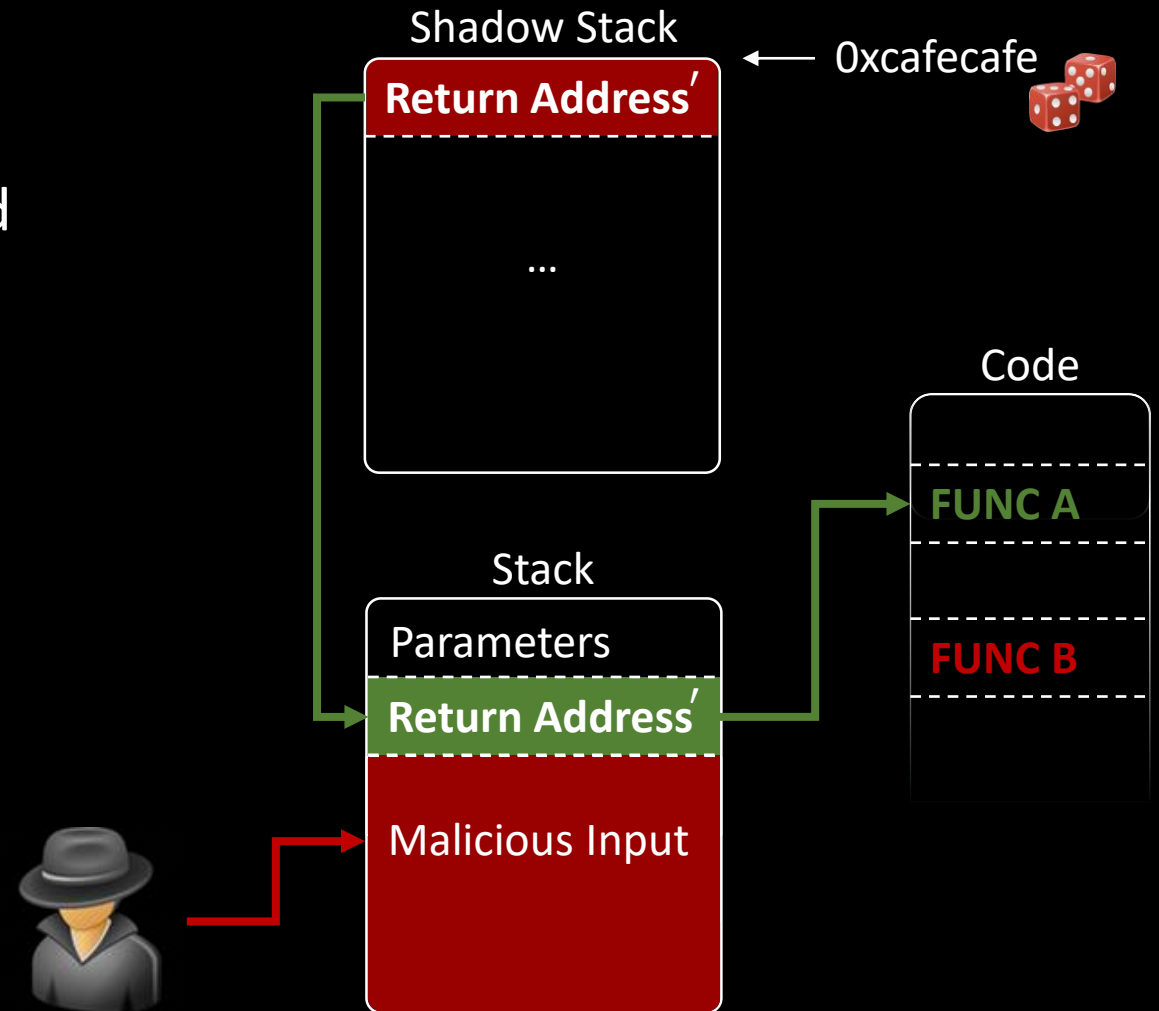 Shadow Stack
0xcafecafe
Return Address′
...
Code
FUNC A
Stack
Parameters
FUNC B
Return Address′
Malicious Input